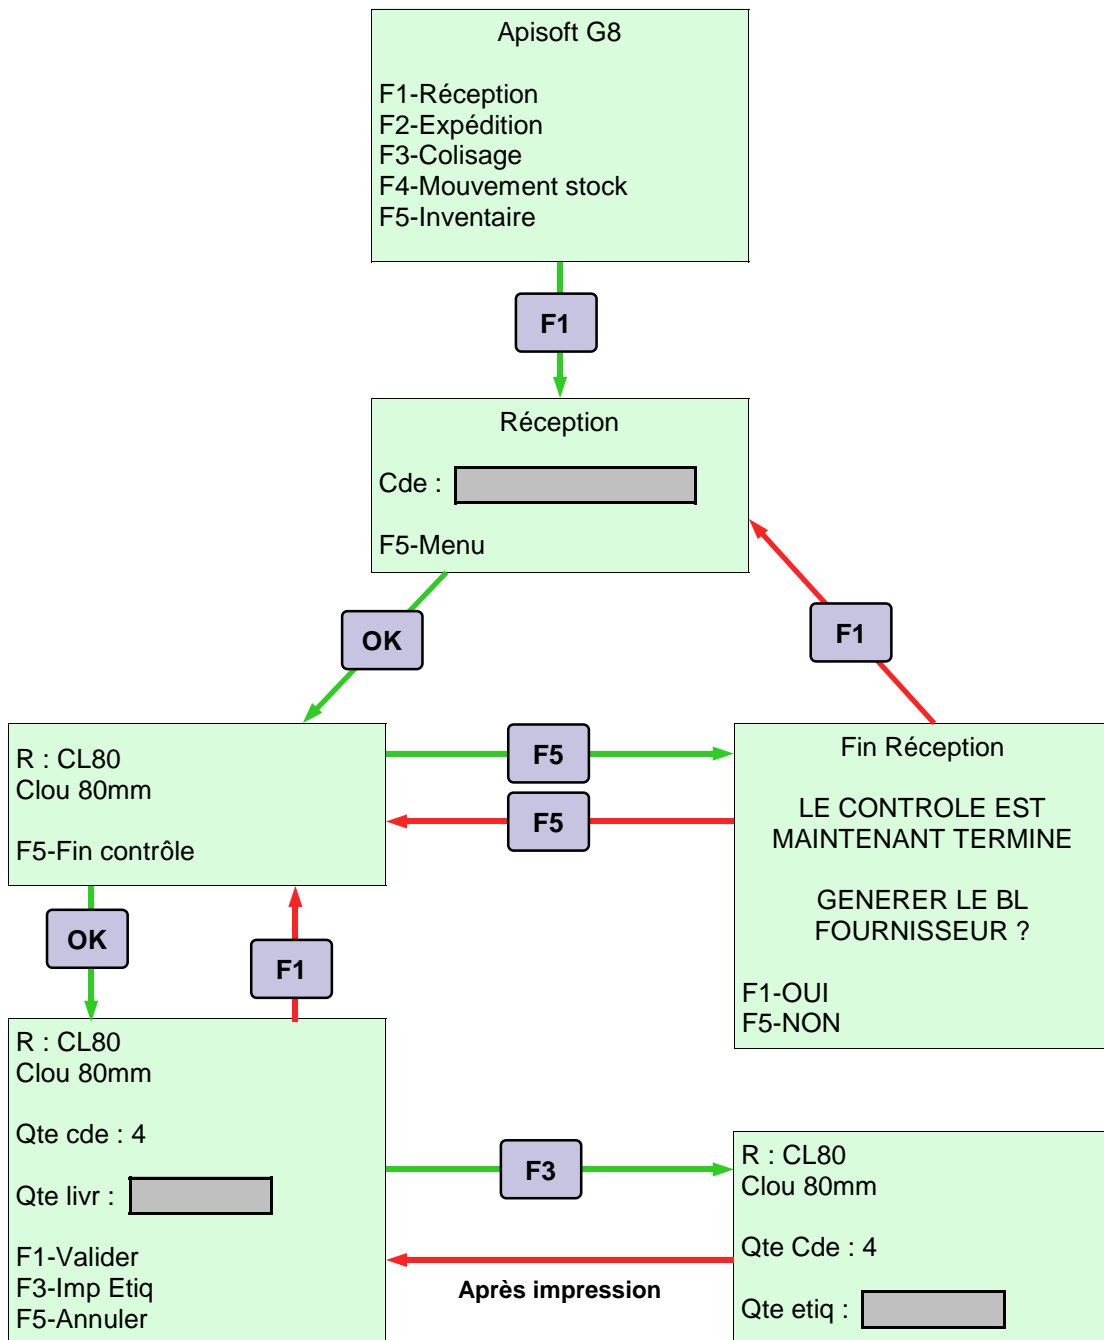 Apisoft G8
F1-Réception
F2-Expédition
F3-Colisage
F4-Mouvement stock
F5-Inventaire
F1
Réception
Cde :
F5-Menu
OK
F1
R : CL80
Clou 80mm
F5-Fin contrôle
F5
F5
Fin Réception
LE CONTROLE EST
MAINTENANT TERMINE
GENERER LE BL
FOURNISSEUR ?
F1-OUI
F5-NON
OK
F1
R : CL80
Clou 80mm
Qte cde : 4
Qte livr :
F1-Valider
F3-Imp Etiq
F5-Annuler
F3
Après impression
R : CL80
Clou 80mm
Qte Cde : 4
Qte etiq :